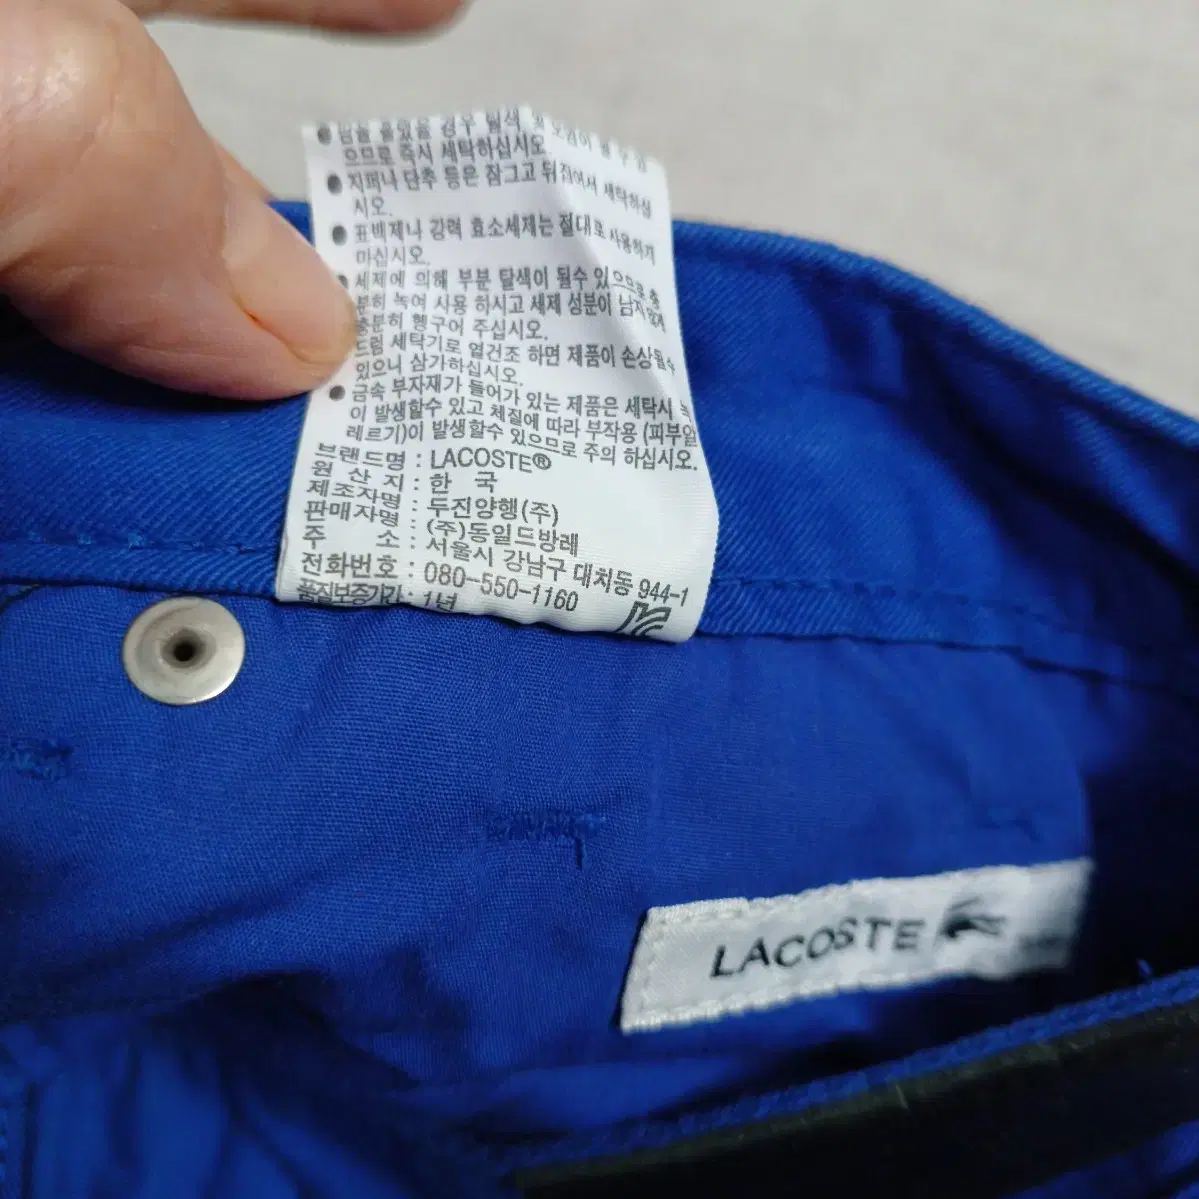 으므로 즉시 세탁하십시오
● 지퍼나 단추 등은 잠그고 뒤집어서 세탁하십
시오.
● 표백제나 강력 효소세제는 절대로 사용하기
마십시오.
● 세제에 의해 부분 탈색이 될수 있으므로 충
분히 녹여 사용 하시고 세제 성분이 남지않게
충분히 헹구어 주십시오.
드럼 세탁기로 열건조 하면 제품이 손상될수
있으니 삼가하십시오.
● 금속 부자재가 들어가 있는 제품은 세탁시
이 발생할수 있고 체질에 따라 부작용 (피부알
레르기)이 발생할수 있으므로 주의 하십시오.
브랜드명 : LACOSTE®
원 산 지 : 한 국
제조자명 : 두진양행(주)
판매자명 : (주)동일드방레
주 소 : 서울시 강남구 대치동 944-1
전화번호 : 080-550-1160
품질보증기간 : 1년
LACOSTE